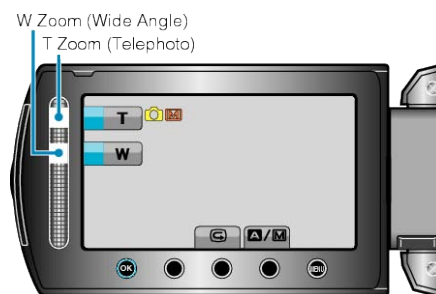 W Zoom (Wide Angle)
T Zoom (Telephoto)
T
M
W
A/M
OK
MENU